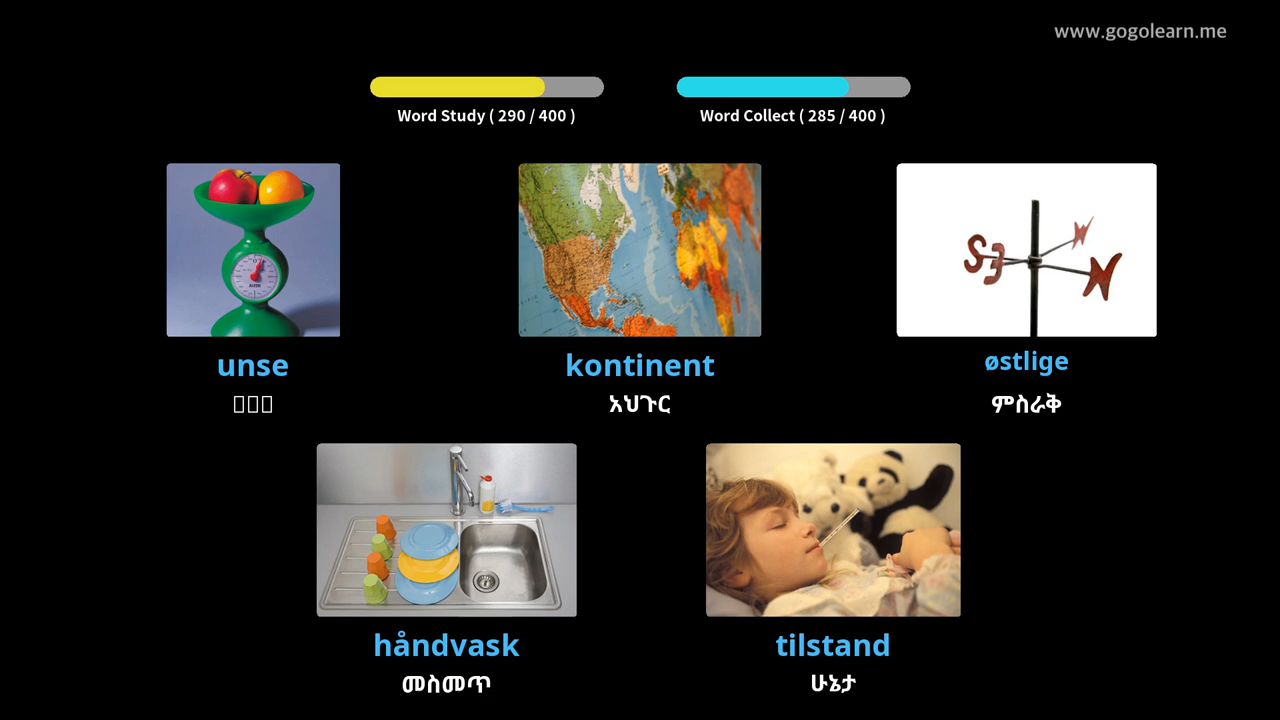 www.gogolearn.me
Word Study ( 290 / 400 )
Word Collect ( 285 / 400 )
unse
kontinent
አህጉር
østlige
ምስራቅ
S
E
N
W
håndvask
መስመጥ
tilstand
ሁኔታ